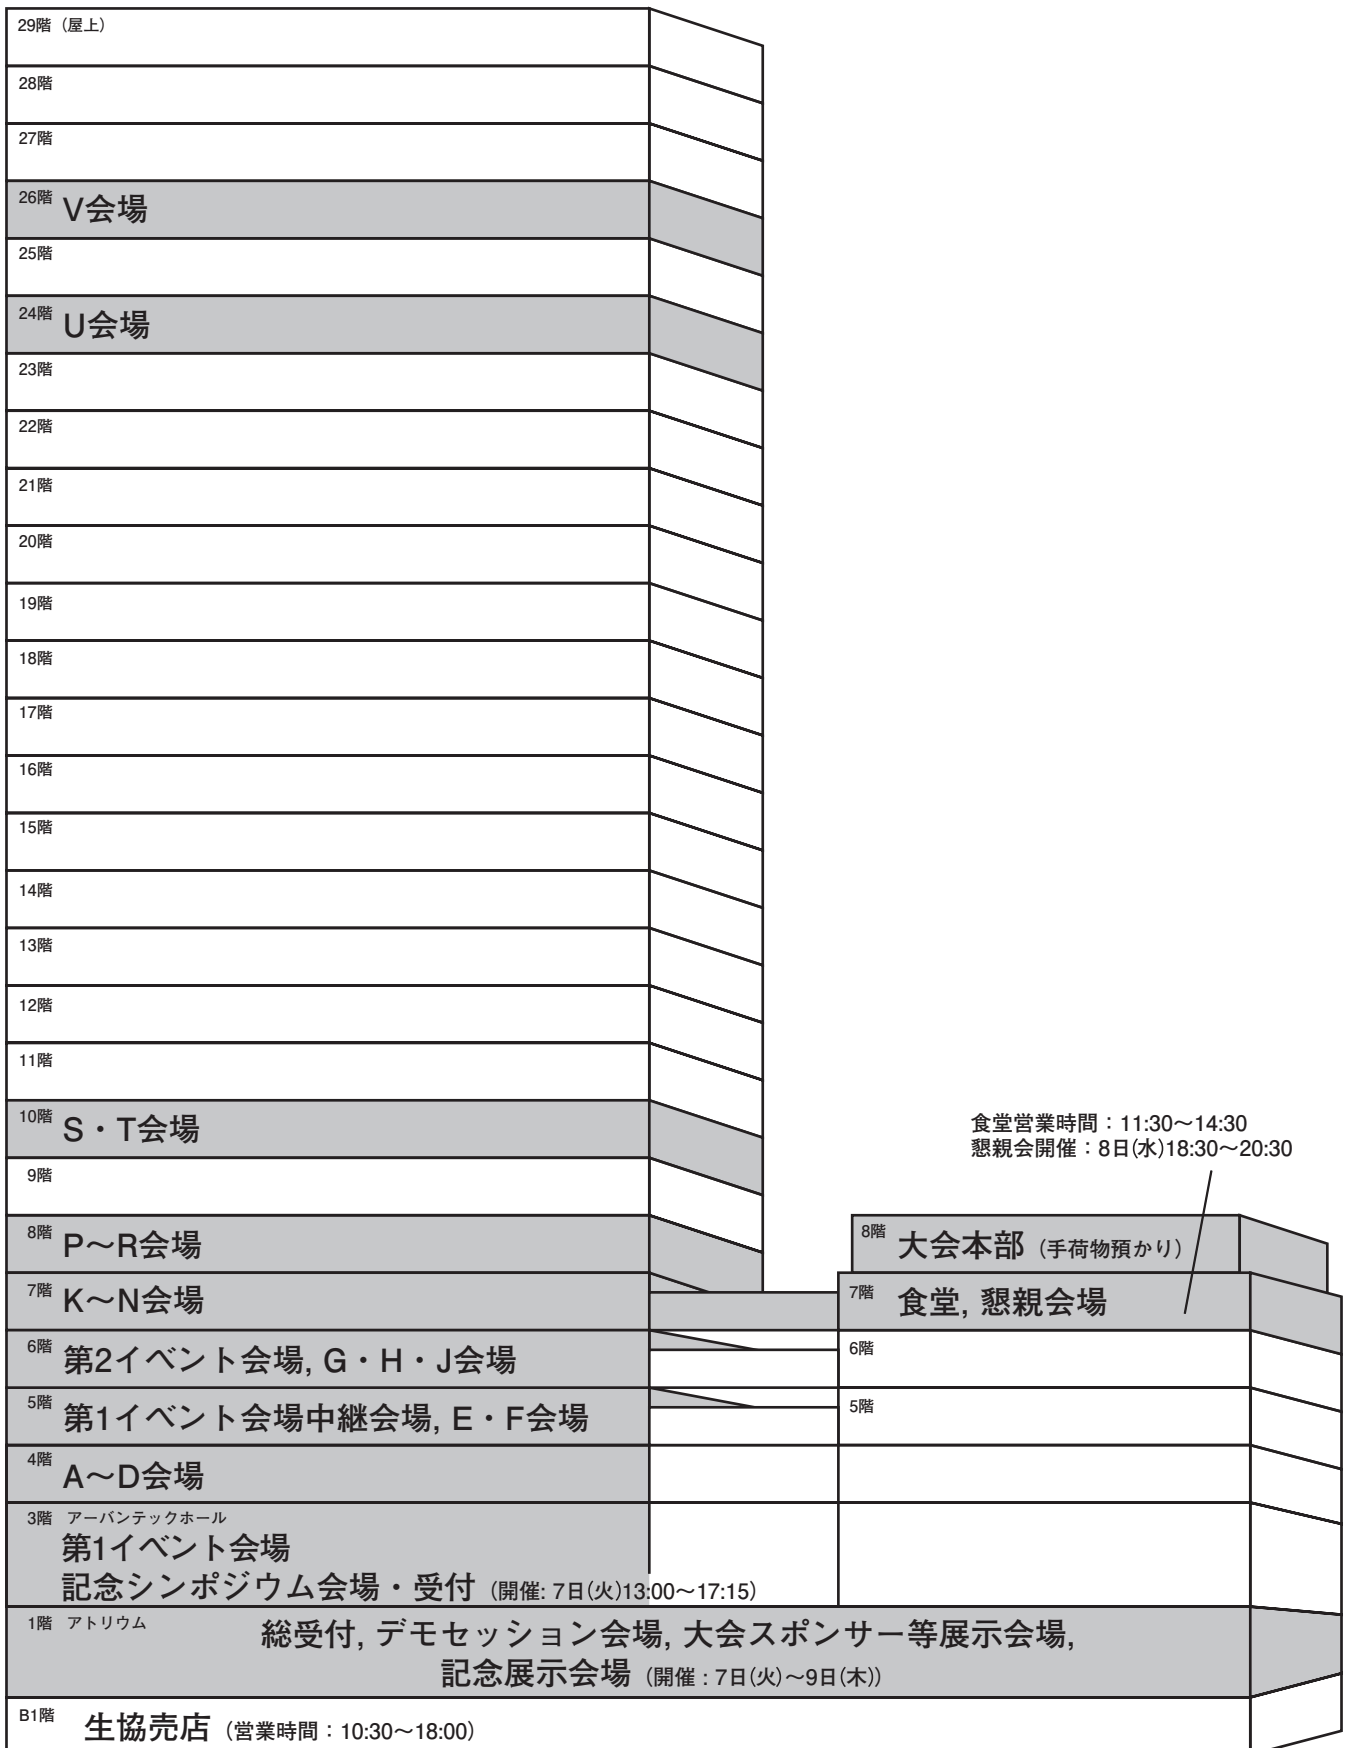 29階（屋上）
28階
27階
26階 V会場
25階
24階 U会場
23階
22階
21階
20階
19階
18階
17階
16階
15階
14階
13階
12階
11階
10階 S・T会場
9階
8階 P〜R会場
7階 K〜N会場
6階 第2イベント会場, G・H・J会場
5階 第1イベント会場中継会場, E・F会場
4階 A〜D会場
3階 アーバンテックホール
第1イベント会場
記念シンポジウム会場・受付（開催: 7日(火)13:00〜17:15）
食堂営業時間：11:30〜14:30
懇親会開催：8日(水)18:30〜20:30
8階 大会本部（手荷物預かり）
7階 食堂, 懇親会場
6階
5階
1階 アトリウム
総受付, デモセッション会場, 大会スポンサー等展示会場,
記念展示会場（開催：7日(火)〜9日(木)）
B1階 生協売店（営業時間：10:30〜18:00）